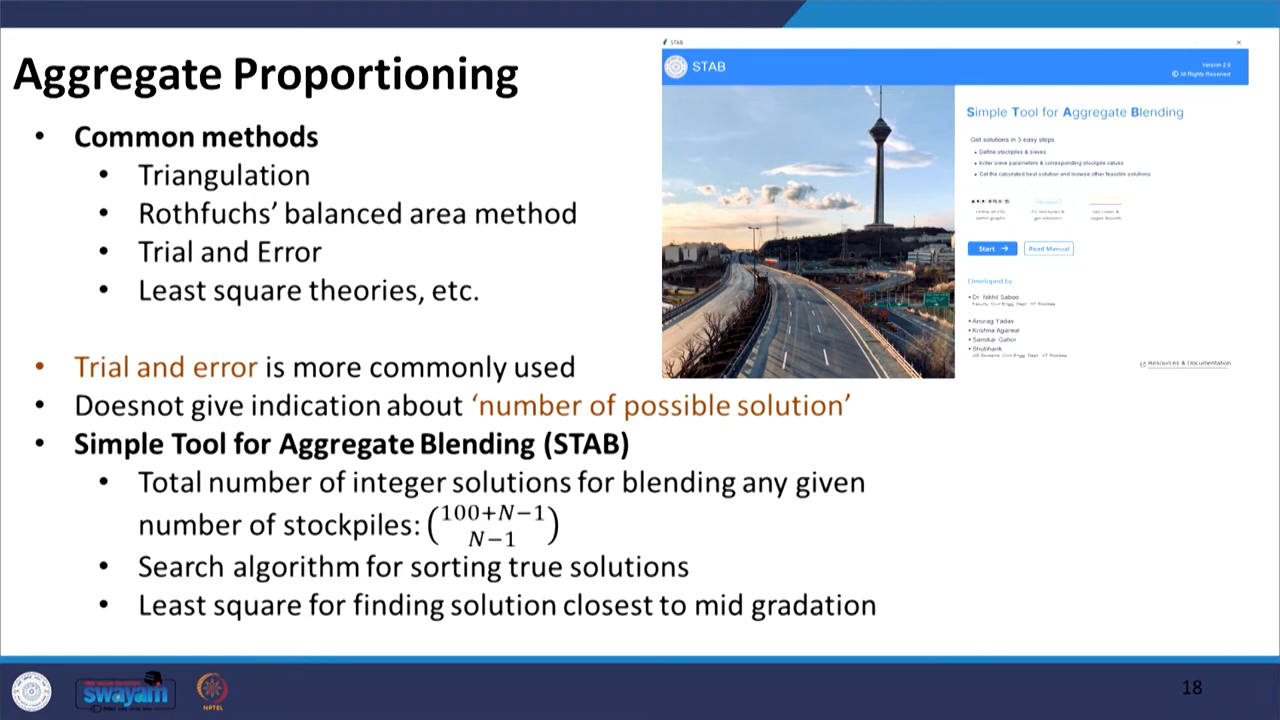 Aggregate Proportioning
• Common methods
• Triangulation
• Rothfuchs' balanced area method
• Trial and Error
• Least square theories, etc.
• Trial and error is more commonly used
• Doesnot give indication about 'number of possible solution'
• Simple Tool for Aggregate Blending (STAB)
• Total number of integer solutions for blending any given
number of stockpiles: (100+N−1
N−1)
• Search algorithm for sorting true solutions
• Least square for finding solution closest to mid gradation
STAB
STAB
Version 2.0
© All Rights Reserved
Simple Tool for Aggregate Blending
Get solutions in 3 easy steps
• Define stockpiles & sieves
• Enter sieve parameters & corresponding stockpile values
• Get the calculated best solution and browse other feasible solutions
Start →
Read Manual
Developed by
• Dr Nikhil Saboo
• Anurag Yadav
• Krishna Agarwal
• Sanskar Gahoi
• Shubhank
Resources & Documentation
swayam
NPTEL
18